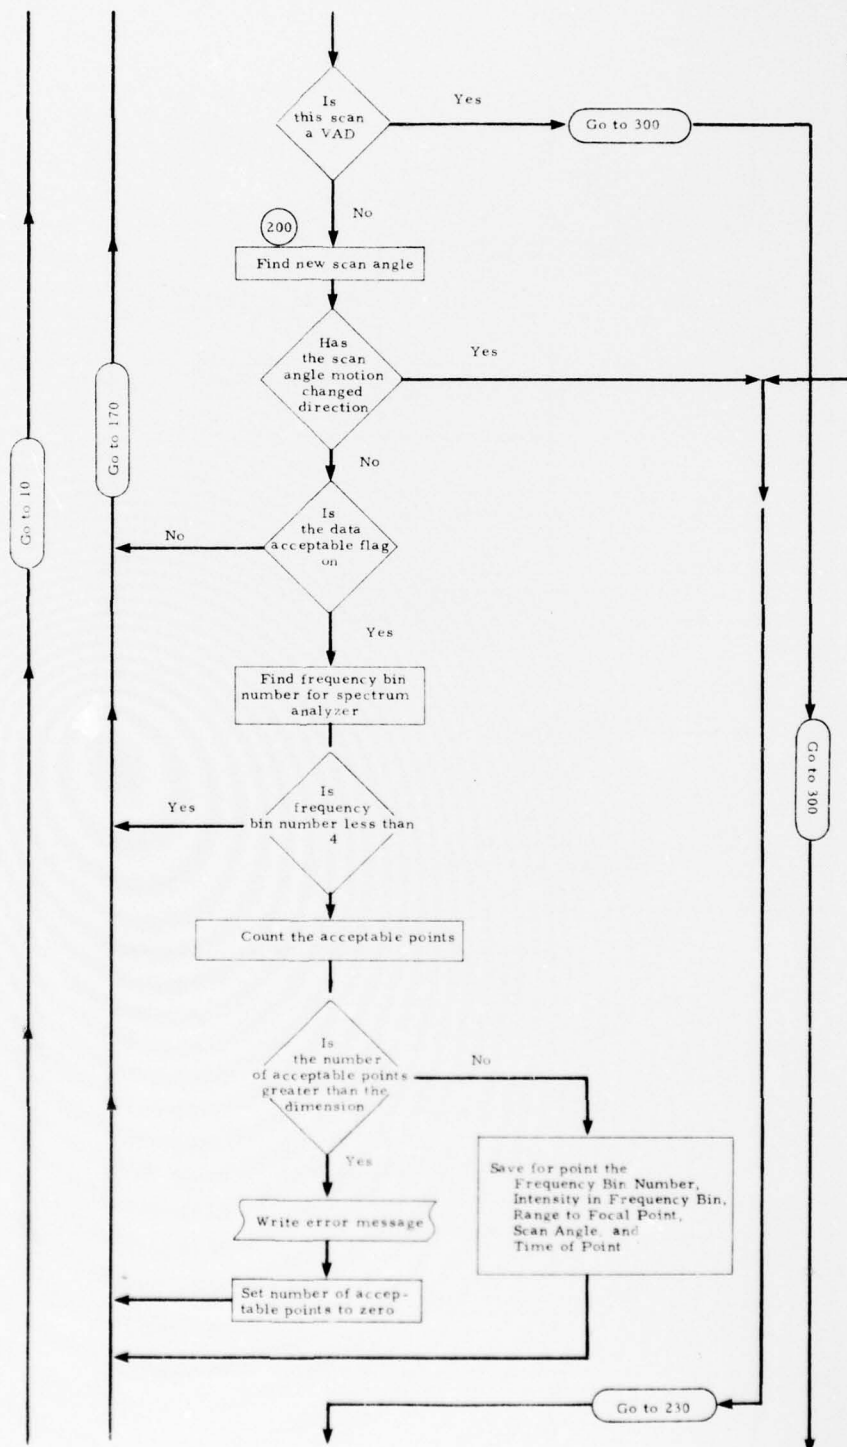 Is
this scan
a VAD
Yes
Go to 300
No
200
Find new scan angle
Has
the scan
angle motion
changed
direction
Yes
Go to 170
Go to 10
No
Is
the data
acceptable flag
on
No
Yes
Find frequency bin
number for spectrum
analyzer
Go to 300
Is
frequency
bin number less than
4
Yes
Count the acceptable points
Is
the number
of acceptable points
greater than the
dimension
No
Yes
Save for point the
Frequency Bin Number,
Intensity in Frequency Bin,
Range to Focal Point,
Scan Angle and
Time of Point
Write error message
Set number of accep-
table points to zero
Go to 230